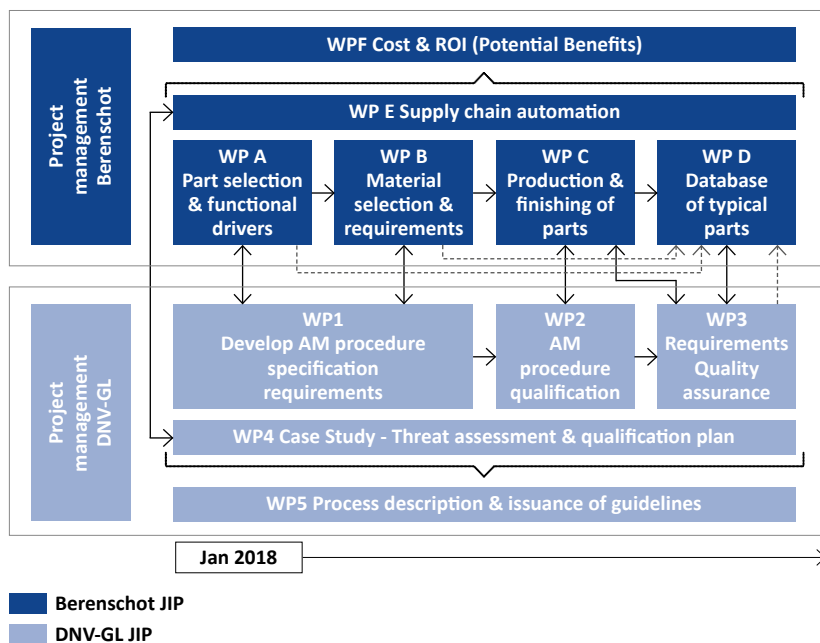 WPF Cost & ROI (Potential Benefits)
Project
management
Berenschot
WP E Supply chain automation
WP A
Part selection
& functional
drivers
WP B
Material
selection &
requirements
WP C
Production &
finishing of
parts
WP D
Database
of typical
parts
Project
management
DNV-GL
WP1
Develop AM procedure
specification
requirements
WP2
AM
procedure
qualification
WP3
Requirements
Quality
assurance
WP4 Case Study - Threat assessment & qualification plan
WP5 Process description & issuance of guidelines
Jan 2018
Berenschot JIP
DNV-GL JIP